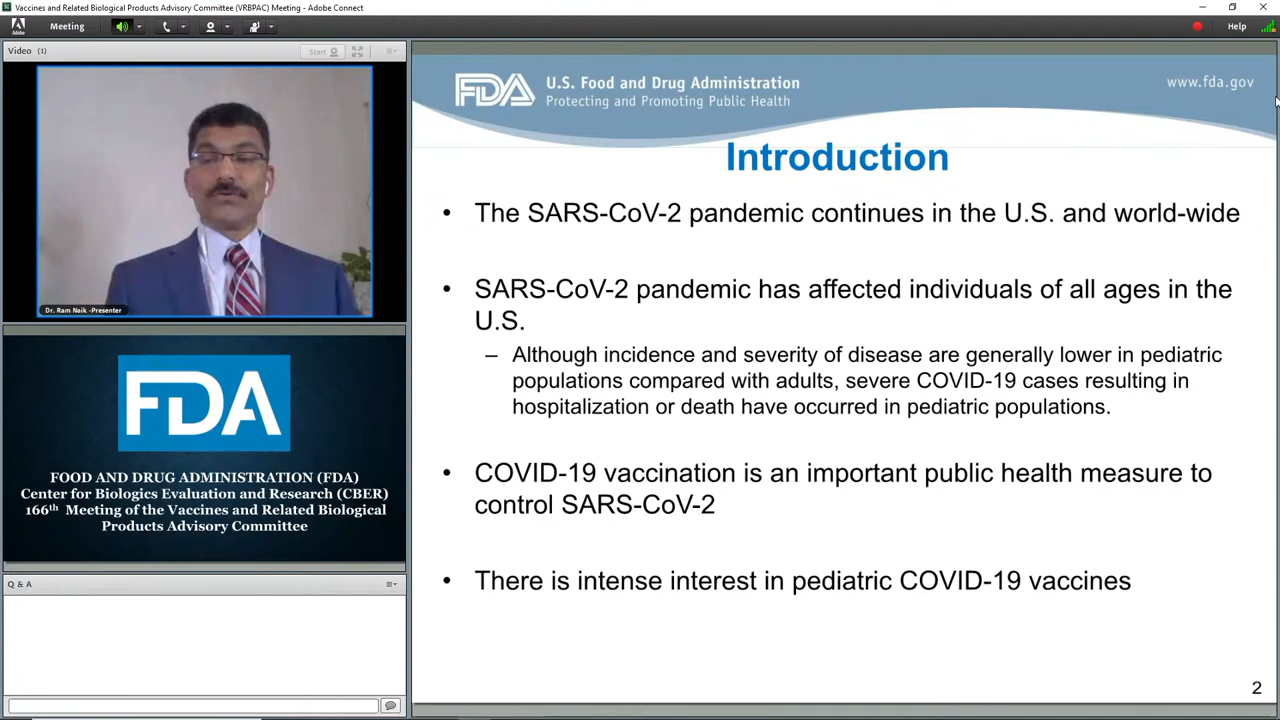 Vaccines and Related Biological Products Advisory Committee (VRBPAC) Meeting - Adobe Connect
Meeting
Help
Video (1)
Start
Dr. Ram Naik -Presenter
FDA
FOOD AND DRUG ADMINISTRATION (FDA)
Center for Biologics Evaluation and Research (CBER)
166th Meeting of the Vaccines and Related Biological
Products Advisory Committee
Q & A
FDA
U.S. Food and Drug Administration
Protecting and Promoting Public Health
www.fda.gov
Introduction
• The SARS-CoV-2 pandemic continues in the U.S. and world-wide
• SARS-CoV-2 pandemic has affected individuals of all ages in the
U.S.
– Although incidence and severity of disease are generally lower in pediatric
populations compared with adults, severe COVID-19 cases resulting in
hospitalization or death have occurred in pediatric populations.
• COVID-19 vaccination is an important public health measure to
control SARS-CoV-2
• There is intense interest in pediatric COVID-19 vaccines
2